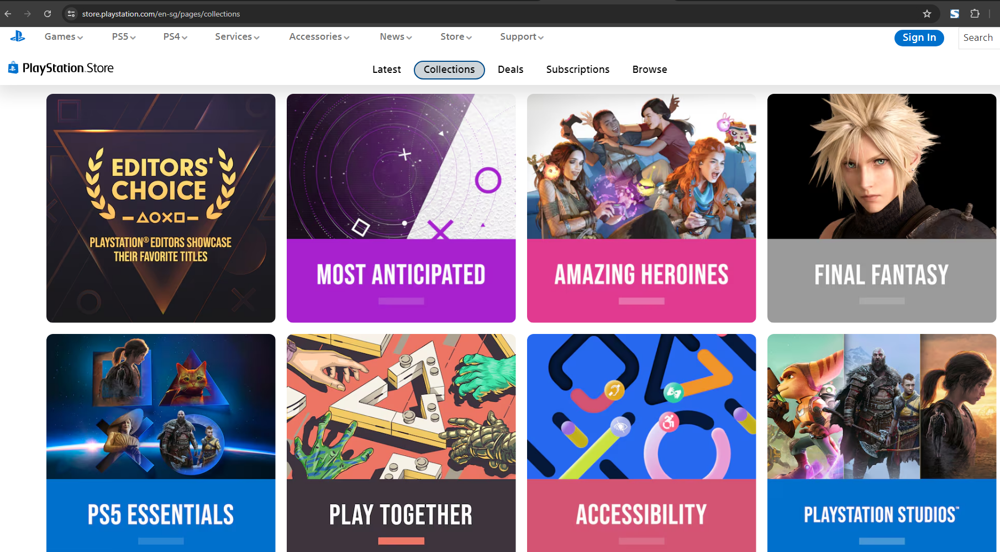 store.playstation.com/en-sg/pages/collections
Games PS5 PS4 Services Accessories News Store Support Sign In Search
PlayStation Store
Latest Collections Deals Subscriptions Browse
EDITORS'
CHOICE
PLAYSTATION® EDITORS SHOWCASE
THEIR FAVORITE TITLES
MOST ANTICIPATED
AMAZING HEROINES
FINAL FANTASY
PS5 ESSENTIALS
PLAY TOGETHER
ACCESSIBILITY
PLAYSTATION STUDIOS™